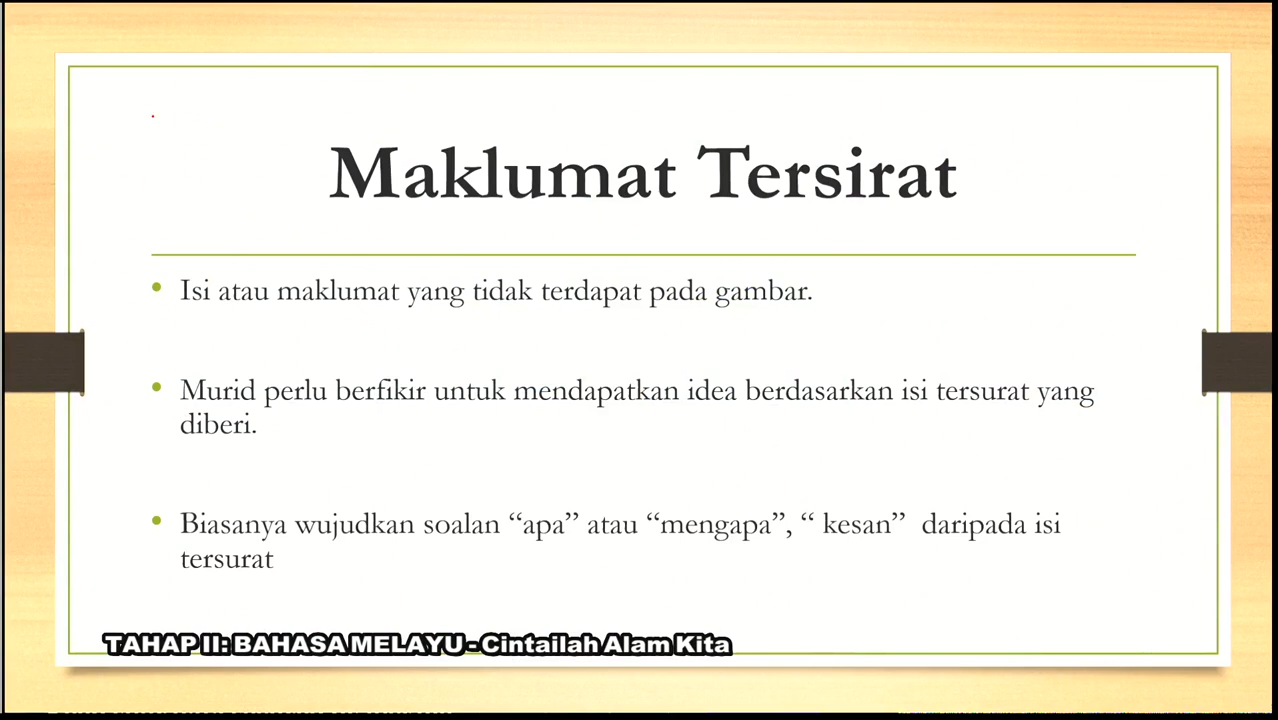 Maklumat Tersirat
• Isi atau maklumat yang tidak terdapat pada gambar.
• Murid perlu berfikir untuk mendapatkan idea berdasarkan isi tersurat yang
diberi.
• Biasanya wujudkan soalan “apa” atau “mengapa”, “ kesan”  daripada isi
tersurat
TAHAP II: BAHASA MELAYU - Cintailah Alam Kita